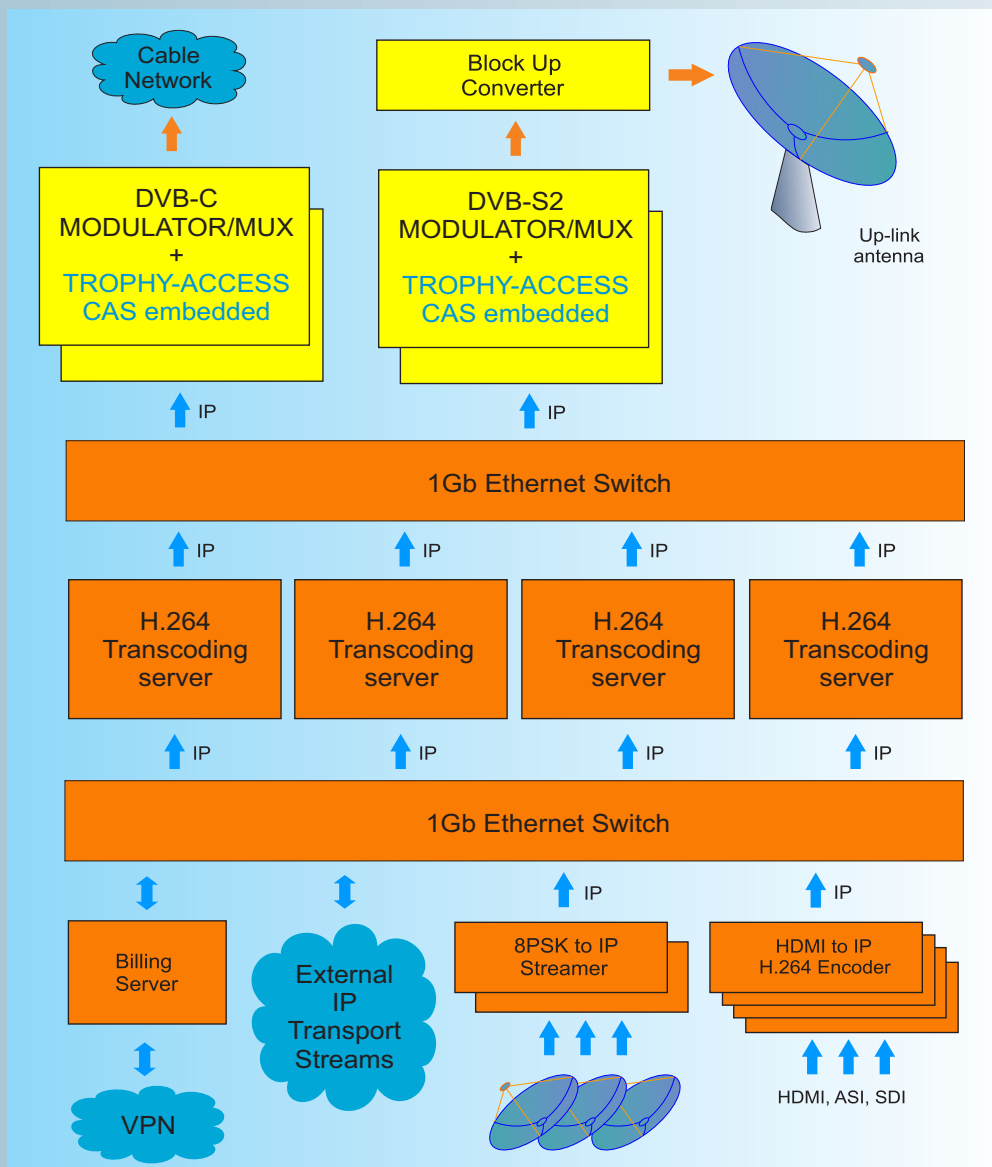 Cable
Network
Block Up
Converter
DVB-C
MODULATOR/MUX
+
TROPHY-ACCESS
CAS embedded
DVB-S2
MODULATOR/MUX
+
TROPHY-ACCESS
CAS embedded
Up-link
antenna
IP
IP
1Gb Ethernet Switch
IP
IP
IP
IP
H.264
Transcoding
server
H.264
Transcoding
server
H.264
Transcoding
server
H.264
Transcoding
server
IP
IP
IP
IP
1Gb Ethernet Switch
IP
IP
Billing
Server
External
IP
Transport
Streams
8PSK to IP
Streamer
HDMI to IP
H.264 Encoder
VPN
HDMI, ASI, SDI